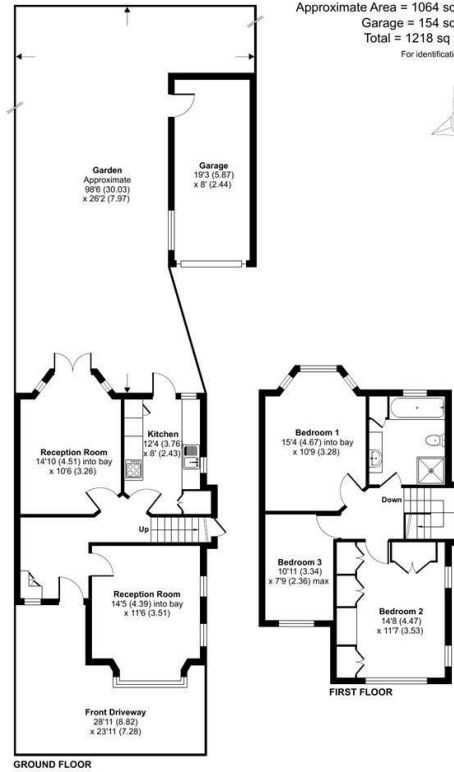 Approximate Area = 1064 sq
Garage = 154 sq
Total = 1218 sq
For identificati
Garden
Approximate
98'6 (30.03)
x 26'2 (7.97)
Garage
19'3 (5.87)
x 8' (2.44)
Reception Room
14'10 (4.51) into bay
x 10'6 (3.26)
Kitchen
12'4 (3.76)
x 8' (2.43)
Up
Reception Room
14'5 (4.39) into bay
x 11'6 (3.51)
Front Driveway
28'11 (8.82)
x 23'11 (7.28)
GROUND FLOOR
Bedroom 1
15'4 (4.67) into bay
x 10'9 (3.28)
Down
Bedroom 3
10'11 (3.34)
x 7'9 (2.36) max
Bedroom 2
14'8 (4.47)
x 11'7 (3.53)
FIRST FLOOR